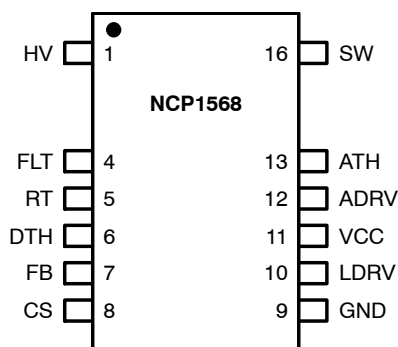 HV 1 16 SW
NCP1568
FLT 4 13 ATH
RT 5 12 ADRV
DTH 6 11 VCC
FB 7 10 LDRV
CS 8 9 GND